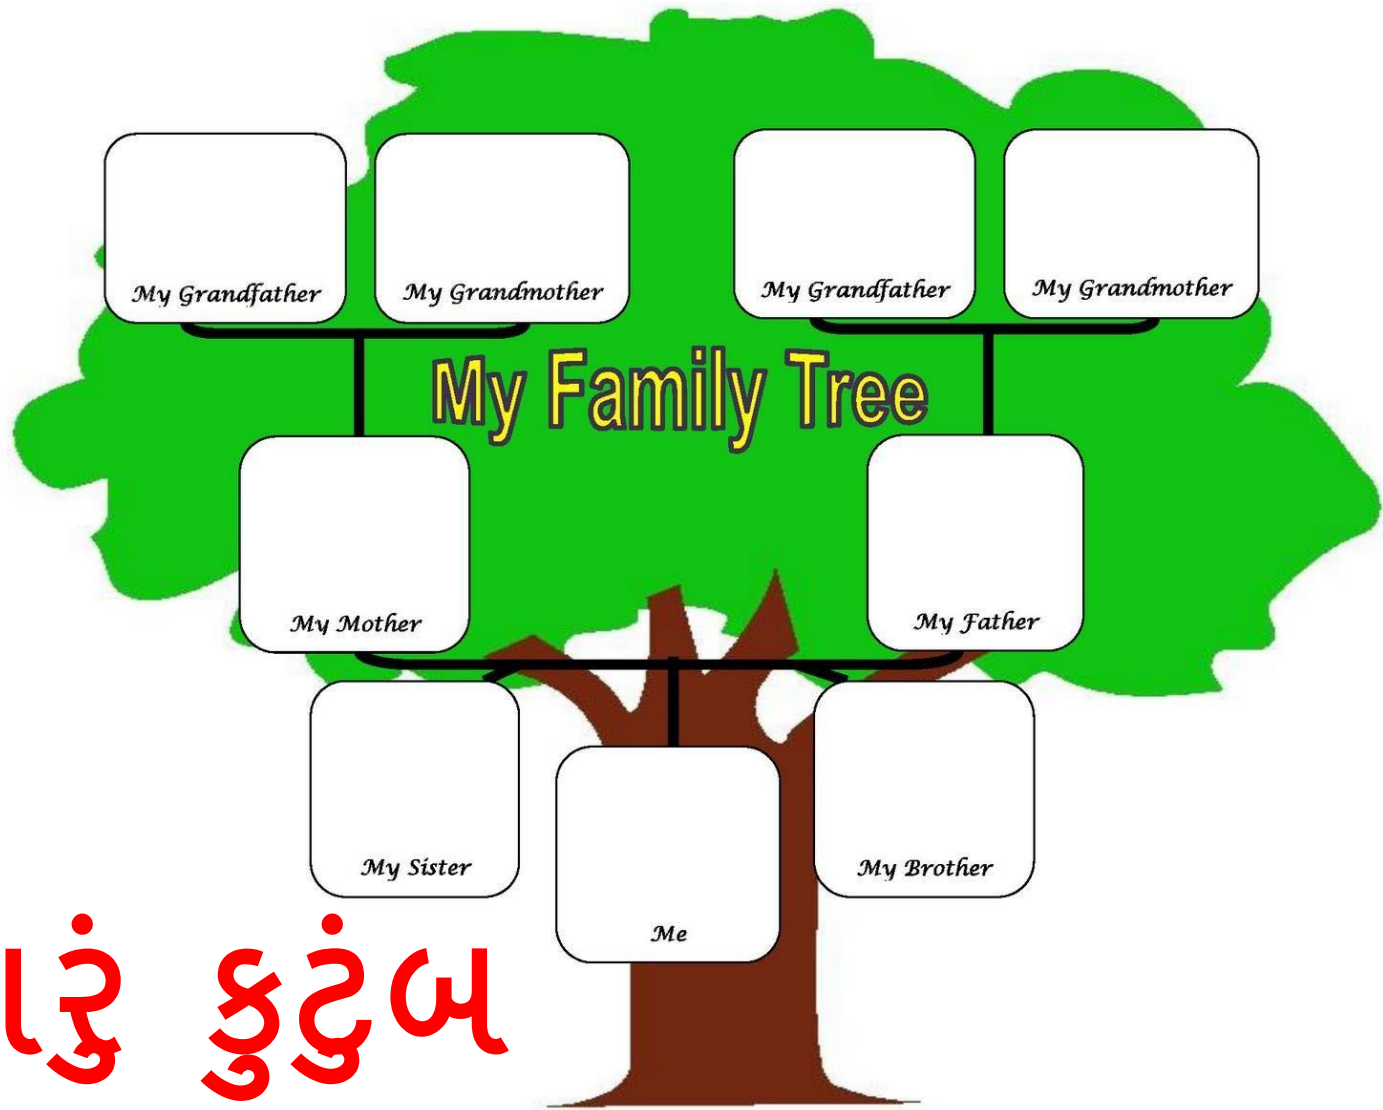 My Grandfather My Grandmother My Grandfather My Grandmother
My Family Tree
My Mother My Father
My Sister My Brother
Me
કુટુંબ